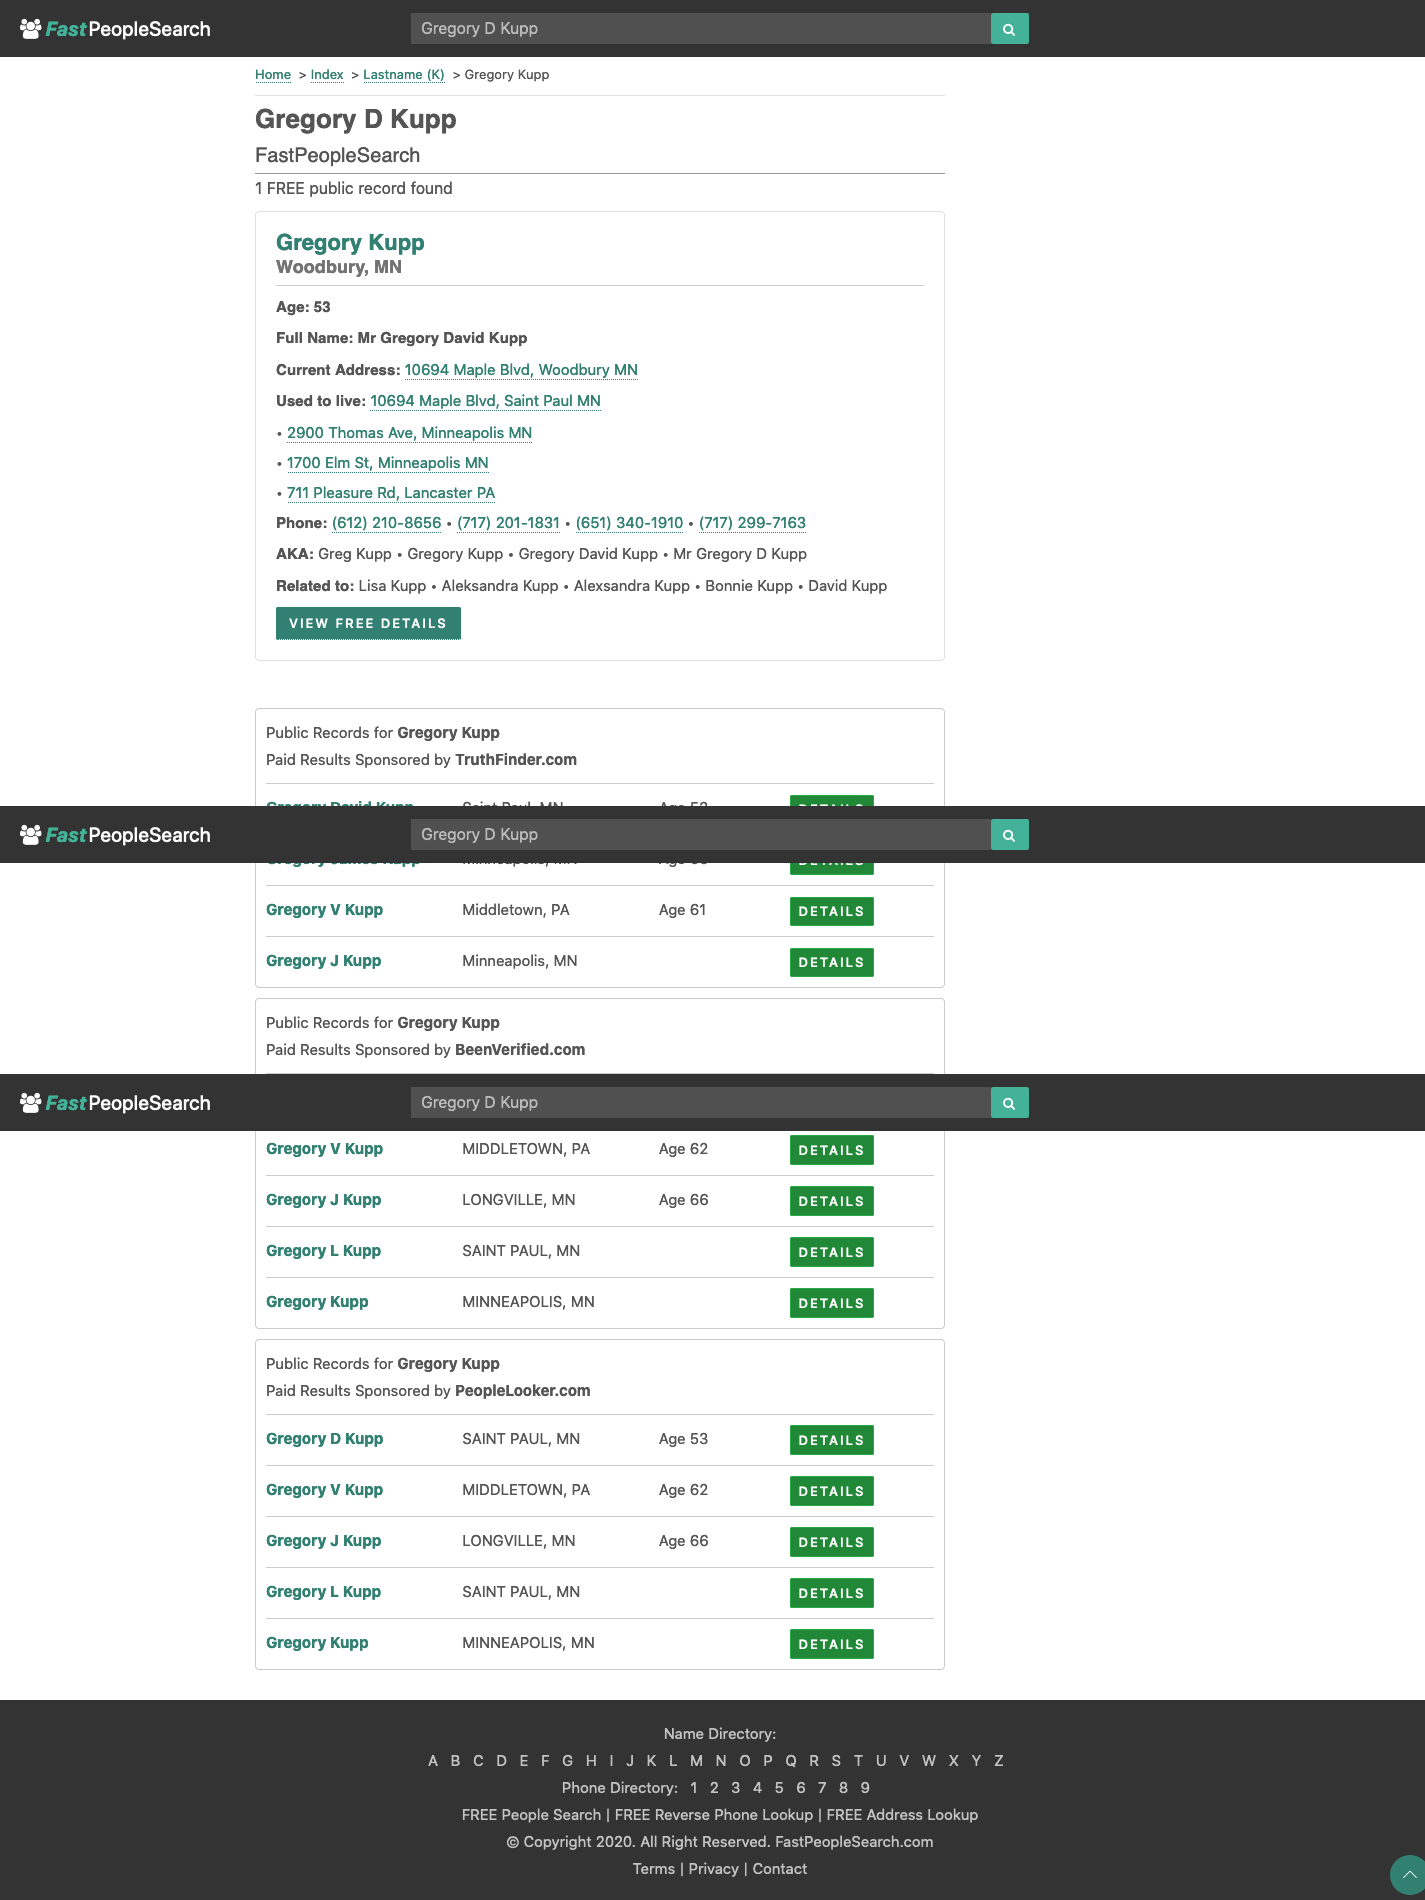 FastPeopleSearch
Gregory D Kupp
Home > Index > Lastname (K) > Gregory Kupp
Gregory D Kupp
FastPeopleSearch
1 FREE public record found
Gregory Kupp
Woodbury, MN
Age: 53
Full Name: Mr Gregory David Kupp
Current Address: 10694 Maple Blvd, Woodbury MN
Used to live: 10694 Maple Blvd, Saint Paul MN
• 2900 Thomas Ave, Minneapolis MN
• 1700 Elm St, Minneapolis MN
• 711 Pleasure Rd, Lancaster PA
Phone: (612) 210-8656 • (717) 201-1831 • (651) 340-1910 • (717) 299-7163
AKA: Greg Kupp • Gregory Kupp • Gregory David Kupp • Mr Gregory D Kupp
Related to: Lisa Kupp • Aleksandra Kupp • Alexsandra Kupp • Bonnie Kupp • David Kupp
VIEW FREE DETAILS
Public Records for Gregory Kupp
Paid Results Sponsored by TruthFinder.com
Gregory David Kupp Saint Paul, MN DETAILS
FastPeopleSearch
Gregory D Kupp
Gregory Kupp Minneapolis, DETAILS
Gregory V Kupp Middletown, PA Age 61 DETAILS
Gregory J Kupp Minneapolis, MN DETAILS
Public Records for Gregory Kupp
Paid Results Sponsored by BeenVerified.com
FastPeopleSearch
Gregory D Kupp
Gregory V Kupp MIDDLETOWN, PA Age 62 DETAILS
Gregory J Kupp LONGVILLE, MN Age 66 DETAILS
Gregory L Kupp SAINT PAUL, MN DETAILS
Gregory Kupp MINNEAPOLIS, MN DETAILS
Public Records for Gregory Kupp
Paid Results Sponsored by PeopleLooker.com
Gregory D Kupp SAINT PAUL, MN Age 53 DETAILS
Gregory V Kupp MIDDLETOWN, PA Age 62 DETAILS
Gregory J Kupp LONGVILLE, MN Age 66 DETAILS
Gregory L Kupp SAINT PAUL, MN DETAILS
Gregory Kupp MINNEAPOLIS, MN DETAILS
Name Directory:
A B C D E F G H I J K L M N O P Q R S T U V W X Y Z
Phone Directory: 1 2 3 4 5 6 7 8 9
FREE People Search | FREE Reverse Phone Lookup | FREE Address Lookup
© Copyright 2020. All Right Reserved. FastPeopleSearch.com
Terms | Privacy | Contact